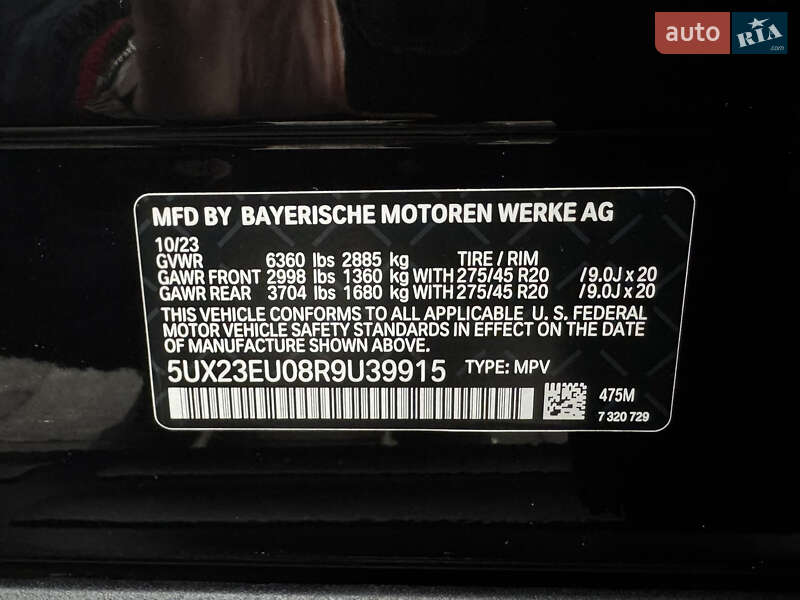 auto RIA .com
MFD BY BAYERISCHE MOTOREN WERKE AG
10/23
GVWR 6360 lbs 2885 kg TIRE / RIM
GAWR FRONT 2998 lbs 1360 kg WITH 275/45 R20 /9.0J x 20
GAWR REAR 3704 lbs 1680 kg WITH 275/45 R20 /9.0J x 20
THIS VEHICLE CONFORMS TO ALL APPLICABLE U. S. FEDERAL
MOTOR VEHICLE SAFETY STANDARDS IN EFFECT ON THE DATE
OF MANUFACTURE SHOWN ABOVE.
5UX23EU08R9U39915 TYPE: MPV
475M
7 320 729